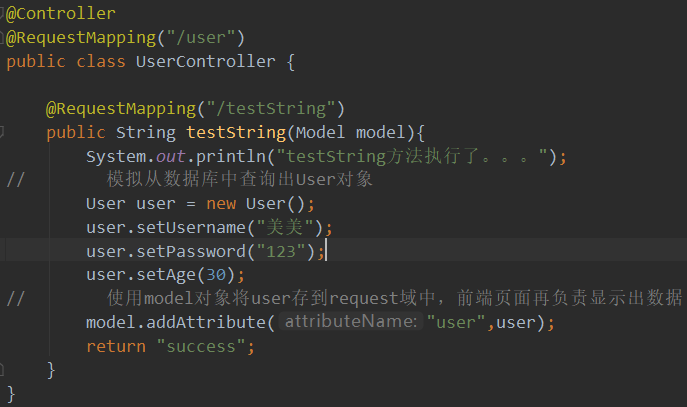 @Controller
@RequestMapping("/user")
public class UserController {
@RequestMapping("/testString")
public String testString(Model model){
System.out.println("testString方法执行了。。。");
// 模拟从数据库中查询出User对象
User user = new User();
user.setUsername("美美");
user.setPassword("123");
user.setAge(30);
// 使用model对象将user存到request域中，前端页面再负责显示出数据
model.addAttribute( attributeName: "user",user);
return "success";
}
}